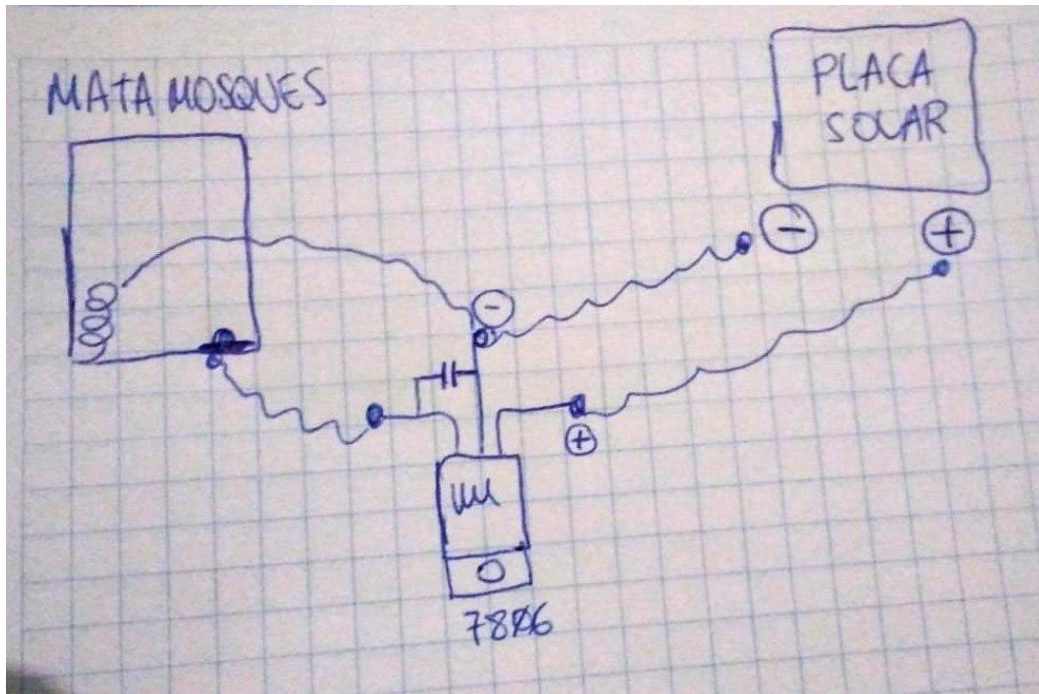 MATA MOSQUES
PLACA
SOLAR
-
+
-
+
7806